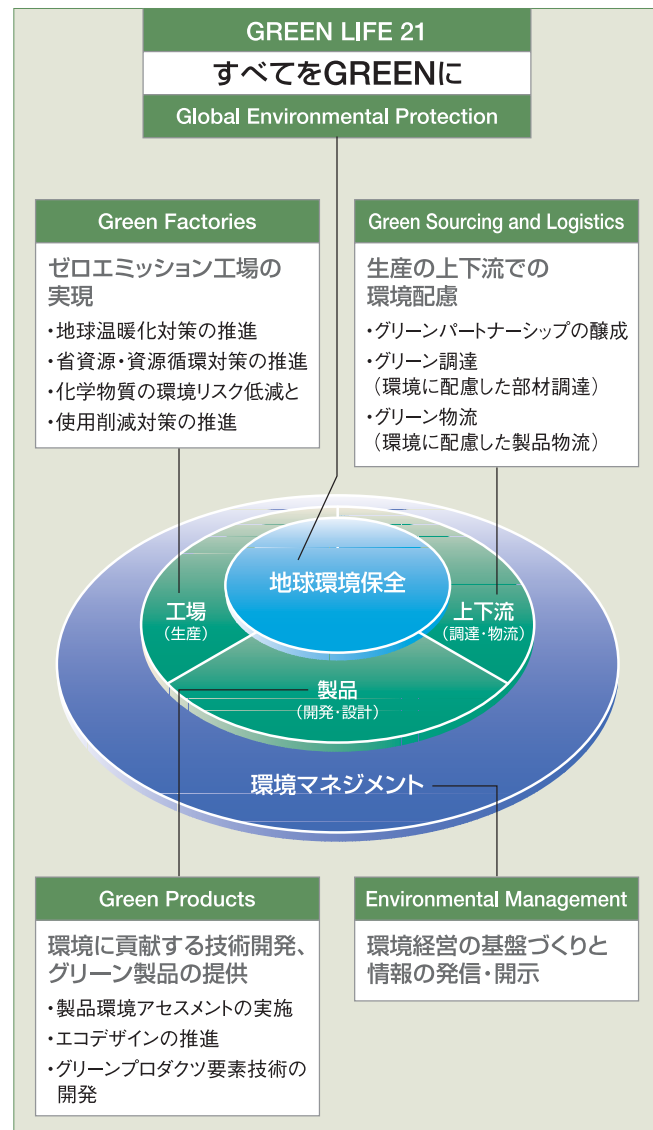 GREEN LIFE 21
すべてをGREENに
Global Environmental Protection
Green Factories
ゼロエミッション工場の
実現
・地球温暖化対策の推進
・省資源・資源循環対策の推進
・化学物質の環境リスク低減と
・使用削減対策の推進
Green Sourcing and Logistics
生産の上下流での
環境配慮
・グリーンパートナーシップの醸成
・グリーン調達
（環境に配慮した部材調達）
・グリーン物流
（環境に配慮した製品物流）
地球環境保全
工場
（生産）
上下流
（調達・物流）
製品
（開発・設計）
環境マネジメント
Green Products
環境に貢献する技術開発、
グリーン製品の提供
・製品環境アセスメントの実施
・エコデザインの推進
・グリーンプロダクツ要素技術の
開発
Environmental Management
環境経営の基盤づくりと
情報の発信・開示